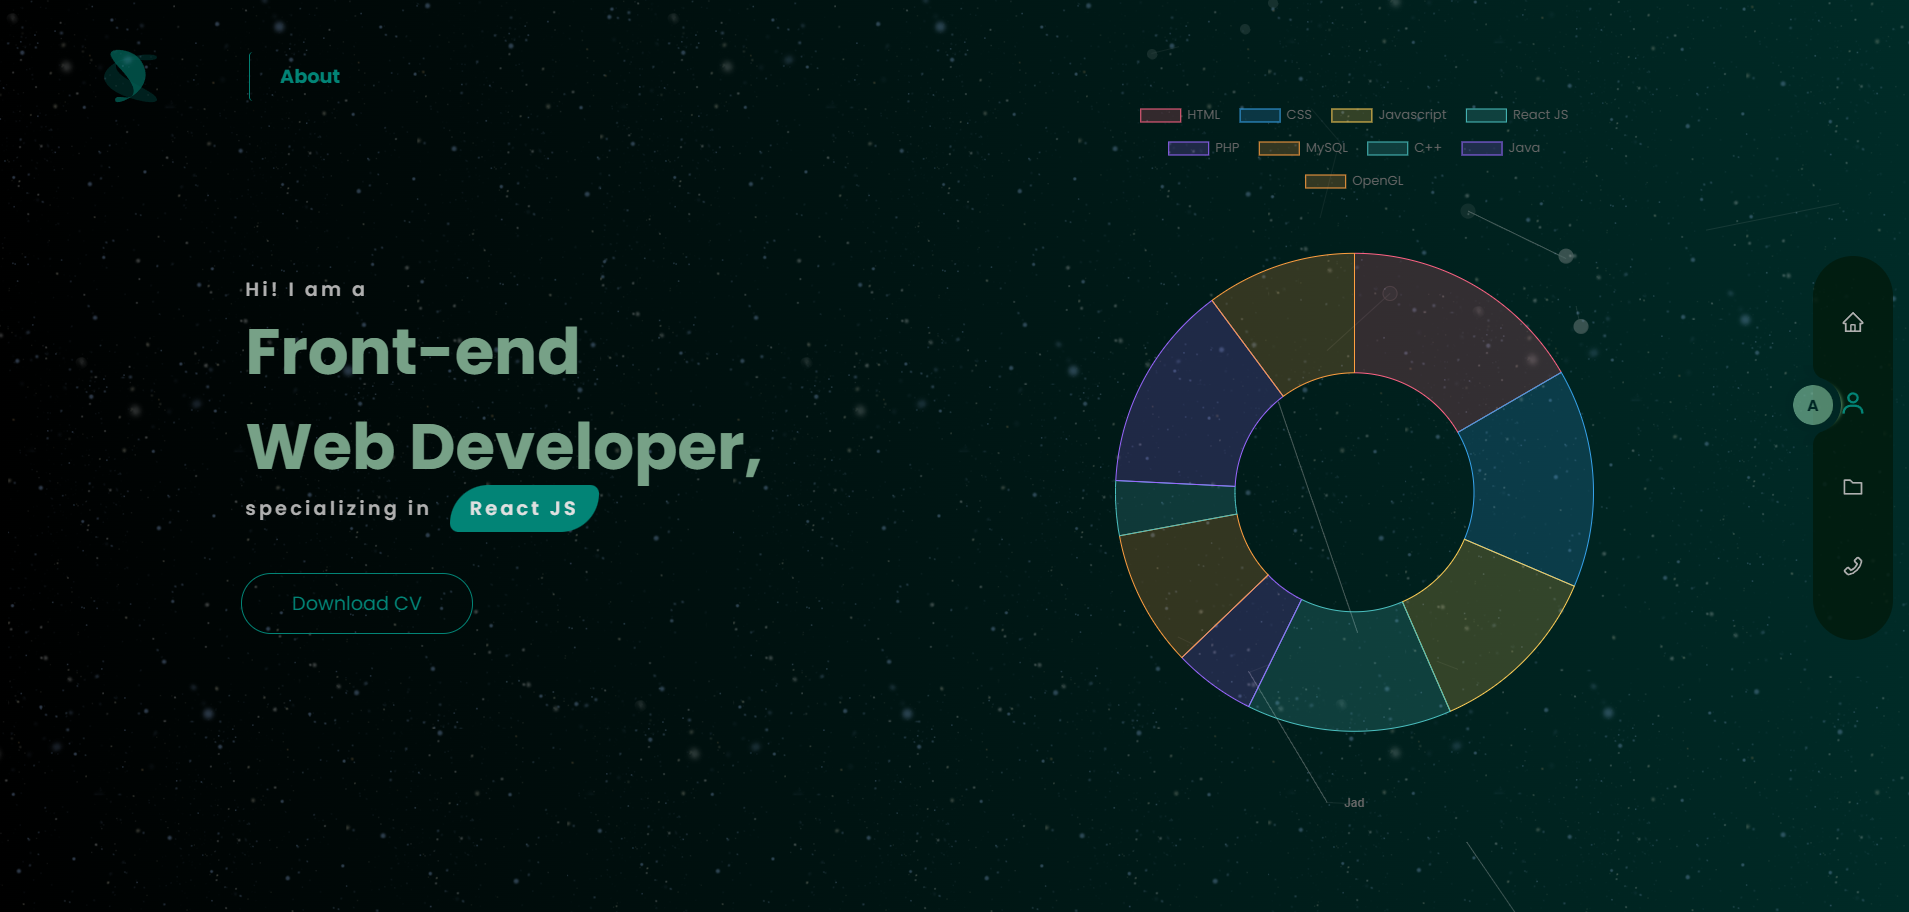 About
HTML CSS Javascript React JS
PHP MySQL C++ Java
OpenGL
Hi! I am a
Front-end
Web Developer,
specializing in React JS
Download CV
A
Jad